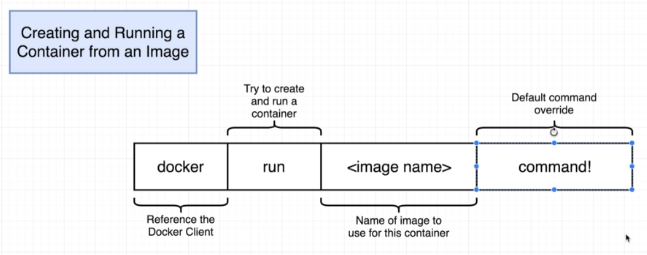 Creating and Running a
Container from an Image
Try to create
and run a
container
Default command
override
docker
run
<image name>
command!
Reference the
Docker Client
Name of image to
use for this container